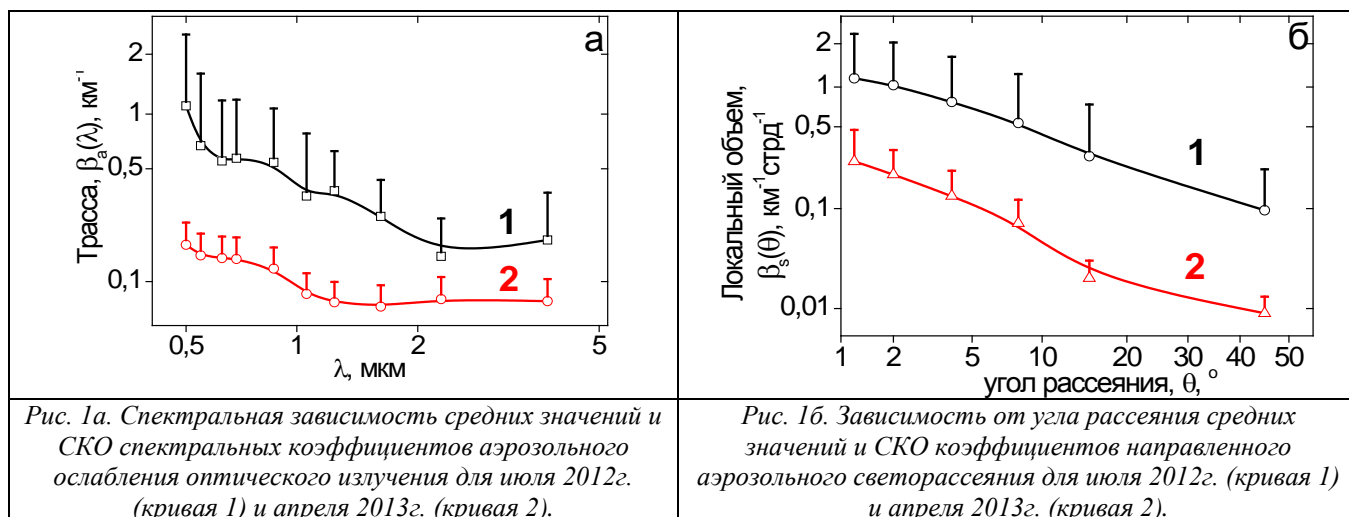 а
Трасса, βₐ(λ), км⁻¹
2
1
0,5
0,1
1
2
0,5
1
2
5
λ, мкм
б
Локальный объем,
βₛ(θ), км⁻¹стрд⁻¹
2
1
0,5
0,1
0,01
1
2
1
2
5
10
20
30
40
50
угол рассеяния, θ, °
Рис. 1а. Спектральная зависимость средних значений и
СКО спектральных коэффициентов аэрозольного
ослабления оптического излучения для июля 2012г.
(кривая 1) и апреля 2013г. (кривая 2).
Рис. 1б. Зависимость от угла рассеяния средних
значений и СКО коэффициентов направленного
аэрозольного светорассеяния для июля 2012г. (кривая 1)
и апреля 2013г. (кривая 2).